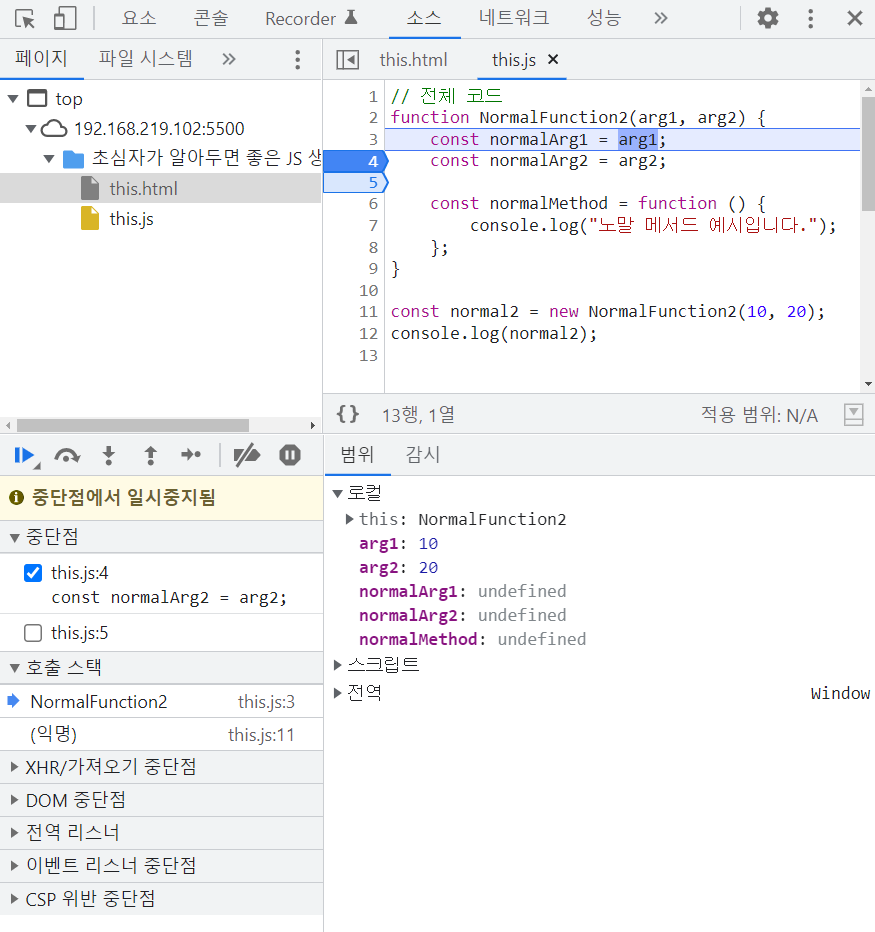 요소 콘솔 Recorder 소스 네트워크 성능 »
페이지 파일 시스템 »
top
192.168.219.102:5500
초심자가 알아두면 좋은 JS 상
this.html
this.js
this.html this.js ×
1 // 전체 코드
2 function NormalFunction2(arg1, arg2) {
3 const normalArg1 = arg1;
4 const normalArg2 = arg2;
5
6 const normalMethod = function () {
7 console.log("노말 메서드 예시입니다.");
8 };
9 }
10
11 const normal2 = new NormalFunction2(10, 20);
12 console.log(normal2);
13
{} 13행, 1열 적용 범위: N/A
중단점에서 일시중지됨
중단점
this.js:4
const normalArg2 = arg2;
this.js:5
호출 스택
NormalFunction2 this.js:3
(익명) this.js:11
XHR/가져오기 중단점
DOM 중단점
전역 리스너
이벤트 리스너 중단점
CSP 위반 중단점
범위 감시
로컬
this: NormalFunction2
arg1: 10
arg2: 20
normalArg1: undefined
normalArg2: undefined
normalMethod: undefined
스크립트
전역 Window